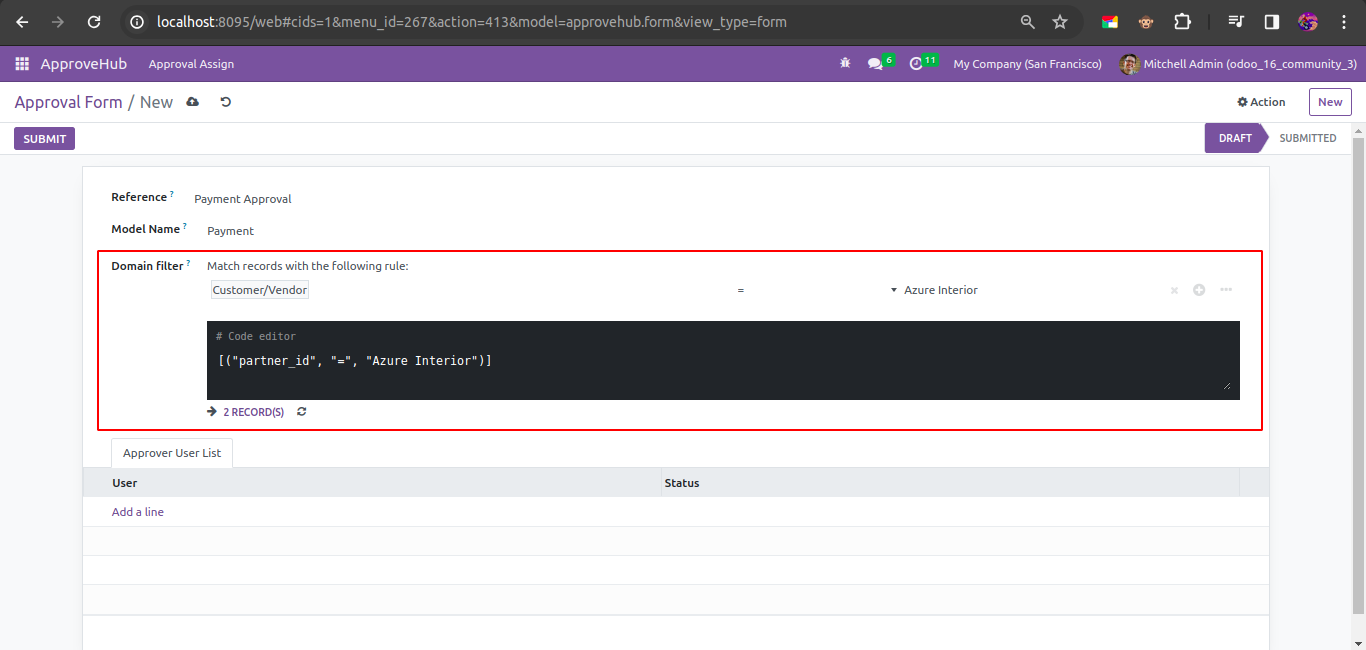 localhost:8095/web#cids=1&menu_id=267&action=413&model=approvehub.form&view_type=form
ApproveHub Approval Assign 6 11 My Company (San Francisco) Mitchell Admin (odoo_16_community_3)
Approval Form / New Action New
SUBMIT DRAFT SUBMITTED
Reference ? Payment Approval
Model Name ? Payment
Domain filter ? Match records with the following rule:
Customer/Vendor = Azure Interior
# Code editor
[("partner_id", "=", "Azure Interior")]
2 RECORD(S)
Approver User List
User Status
Add a line